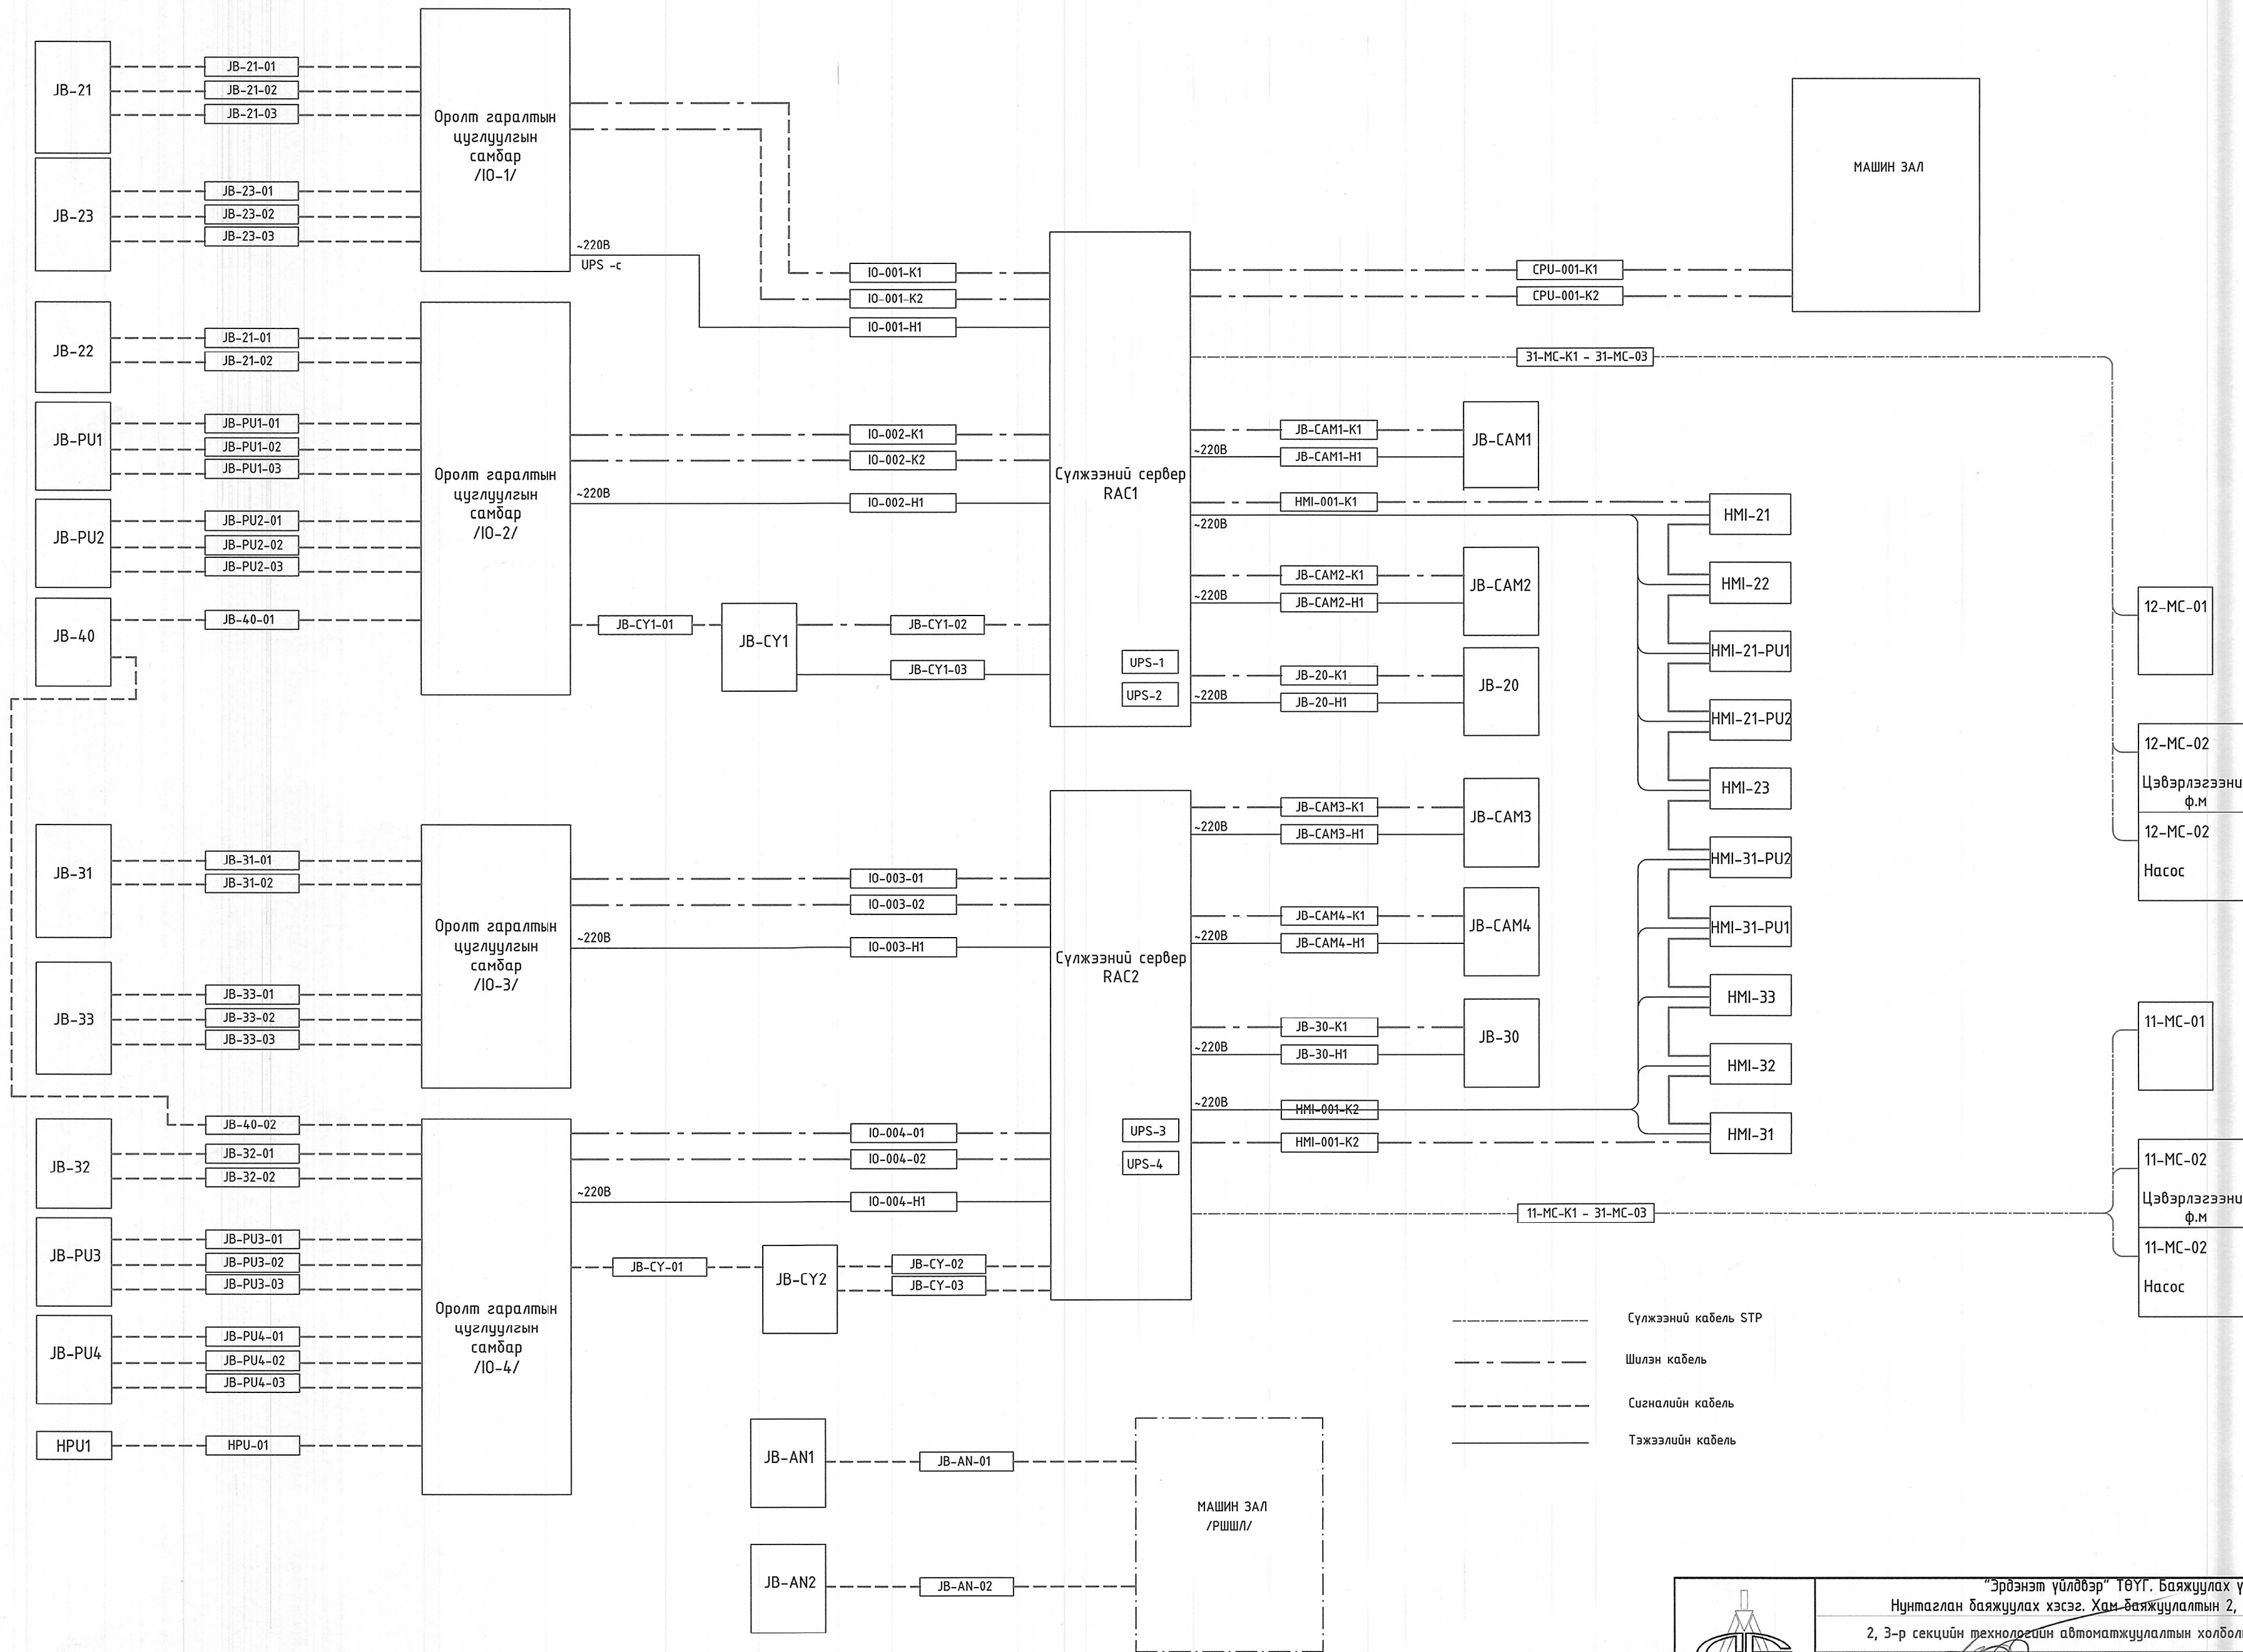 JB-21
JB-21-01
JB-21-02
JB-21-03
JB-23
JB-23-01
JB-23-02
JB-23-03
Оролт гаралтын
цуглуулгын
самбар
/IO-1/
~220В
UPS -с
JB-22
JB-21-01
JB-21-02
JB-PU1
JB-PU1-01
JB-PU1-02
JB-PU1-03
JB-PU2
JB-PU2-01
JB-PU2-02
JB-PU2-03
JB-40
JB-40-01
Оролт гаралтын
цуглуулгын
самбар
/IO-2/
~220В
JB-CY1-01
JB-CY1
JB-CY1-02
JB-CY1-03
IO-001-K1
IO-001-K2
IO-001-H1
IO-002-K1
IO-002-K2
IO-002-H1
Сүлжээний сервер
RAC1
UPS-1
UPS-2
CPU-001-K1
CPU-001-K2
МАШИН ЗАЛ
31-MC-K1 - 31-MC-03
JB-CAM1-K1
~220В
JB-CAM1-H1
JB-CAM1
HMI-001-K1
~220В
JB-CAM2-K1
~220В
JB-CAM2-H1
JB-CAM2
JB-20-K1
~220В
JB-20-H1
JB-20
HMI-21
HMI-22
HMI-21-PU1
HMI-21-PU2
HMI-23
HMI-31-PU2
HMI-31-PU1
HMI-33
HMI-32
HMI-31
12-MC-01
12-MC-02
Цэвэрлэгээни
ф.м
12-MC-02
Насос
JB-31
JB-31-01
JB-31-02
JB-33
JB-33-01
JB-33-02
JB-33-03
Оролт гаралтын
цуглуулгын
самбар
/IO-3/
~220В
IO-003-01
IO-003-02
IO-003-H1
Сүлжээний сервер
RAC2
UPS-3
UPS-4
JB-CAM3-K1
~220В
JB-CAM3-H1
JB-CAM3
JB-CAM4-K1
~220В
JB-CAM4-H1
JB-CAM4
JB-30-K1
~220В
JB-30-H1
JB-30
~220В
HMI-001-K2
HMI-001-K2
11-MC-K1 - 31-MC-03
11-MC-01
11-MC-02
Цэвэрлэгээни
ф.м
11-MC-02
Насос
JB-40-02
JB-32
JB-32-01
JB-32-02
JB-PU3
JB-PU3-01
JB-PU3-02
JB-PU3-03
JB-PU4
JB-PU4-01
JB-PU4-02
JB-PU4-03
HPU1
HPU-01
Оролт гаралтын
цуглуулгын
самбар
/IO-4/
~220В
IO-004-01
IO-004-02
IO-004-H1
JB-CY-01
JB-CY2
JB-CY-02
JB-CY-03
JB-AN1
JB-AN-01
JB-AN2
JB-AN-02
МАШИН ЗАЛ
/РШШЛ/
Сүлжээний кабель STP
Шилэн кабель
Сигналийн кабель
Тэжээлийн кабель
"Эрдэнэт үйлдвэр" ТӨҮГ. Баяжуулах ү
Нунтаглан баяжуулах хэсэг. Хам баяжуулалтын 2,
2, 3-р секцийн технологийн автоматжуулалтын холбол